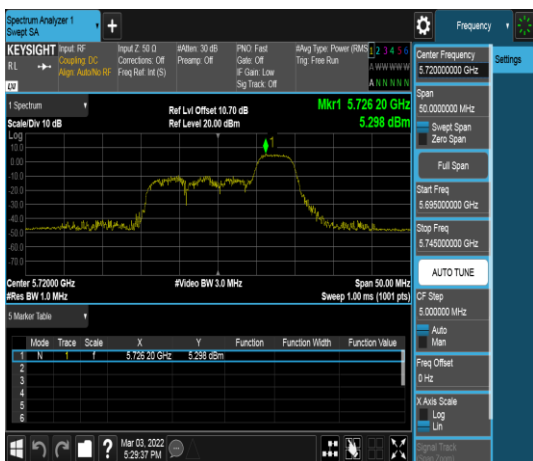 Spectrum Analyzer 1
Swept SA
Frequency
KEYSIGHT
RL
Input: RF
Coupling: DC
Align: Auto/No RF
Input Z: 50 Ω
Corrections: Off
Freq Ref: Int (S)
#Atten: 30 dB
Preamp: Off
PNO: Fast
Gate: Off
IF Gain: Low
Sig Track: Off
#Avg Type: Power (RMS
Trig: Free Run
1 2 3 4 5 6
A W W W W W
A N N N N N
LXI
1 Spectrum
Scale/Div 10 dB
Ref Lvl Offset 10.70 dB
Ref Level 20.00 dBm
Mkr1 5.726 20 GHz
5.298 dBm
Log
10.0
0.00
-10.0
-20.0
-30.0
-40.0
-50.0
-60.0
-70.0
1
Center 5.72000 GHz
#Res BW 1.0 MHz
#Video BW 3.0 MHz
Span 50.00 MHz
Sweep 1.00 ms (1001 pts)
5 Marker Table
Mode Trace Scale X Y Function Function Width Function Value
1 N 1 f 5.726 20 GHz 5.298 dBm
2
3
4
5
6
Mar 03, 2022
5:29:37 PM
Center Frequency
5.720000000 GHz
Settings
Span
50.0000000 MHz
Swept Span
Zero Span
Full Span
Start Freq
5.695000000 GHz
Stop Freq
5.745000000 GHz
AUTO TUNE
CF Step
5.000000 MHz
Auto
Man
Freq Offset
0 Hz
X Axis Scale
Log
Lin
Signal Track
(Span Zoom)